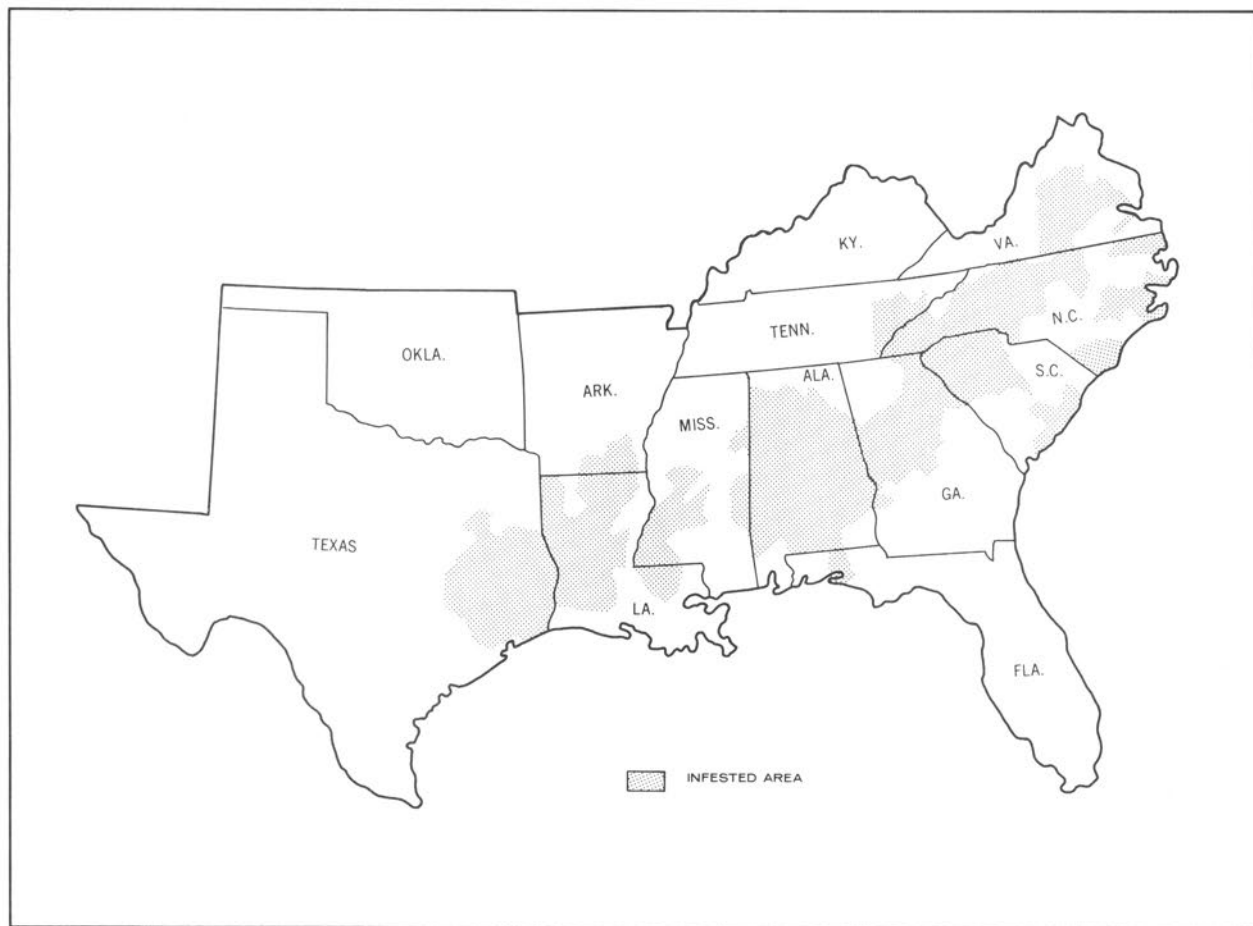 KY.
VA.
TENN.
N.C.
OKLA.
ARK.
ALA.
S.C.
MISS.
GA.
TEXAS
LA.
FLA.
INFESTED AREA